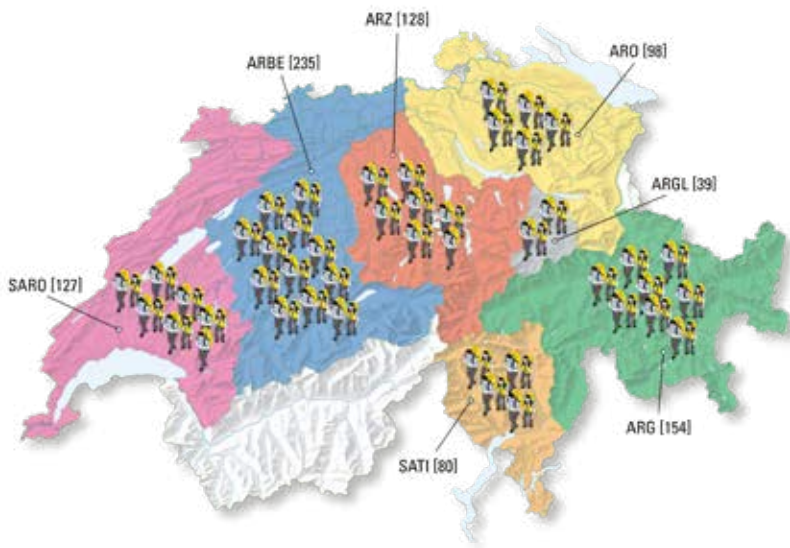 ARZ [128]
ARBE [235]
ARO [98]
ARGL [39]
SARO [127]
ARG [154]
SATI [80]